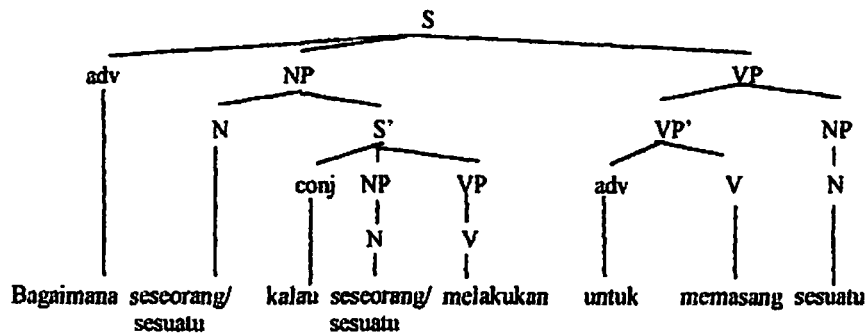 S
adv NP VP
N S' VP' NP
conj NP VP adv V N
N V
Bagaimana seseorang/ kalau seseorang/ melakukan untuk memasang sesuatu
sesuatu sesuatu